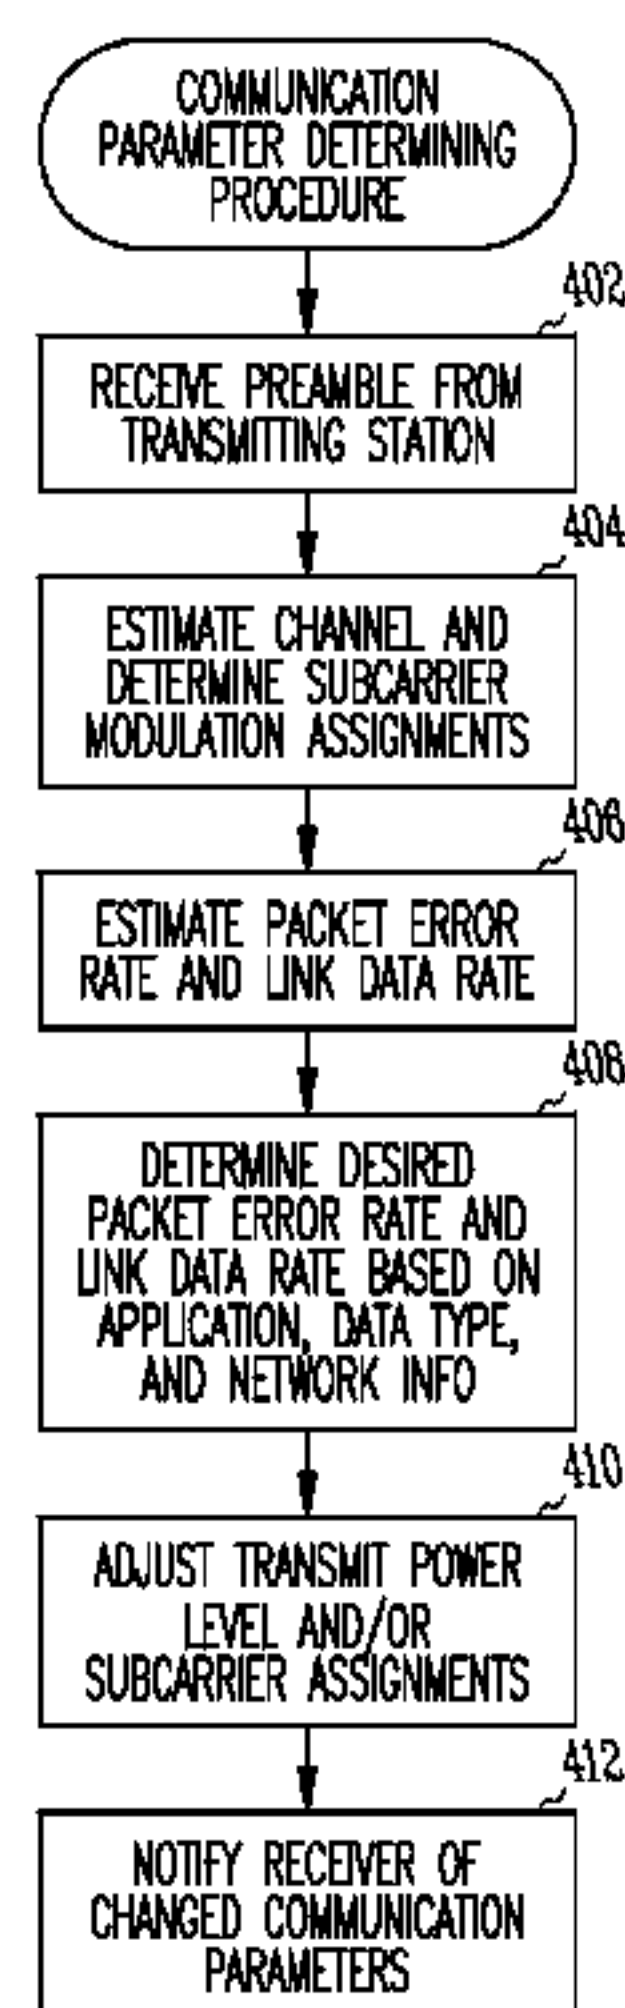 COMMUNICATION
PARAMETER DETERMINING
PROCEDURE
402
RECEIVE PREAMBLE FROM
TRANSMITTING STATION
404
ESTIMATE CHANNEL AND
DETERMINE SUBCARRIER
MODULATION ASSIGNMENTS
406
ESTIMATE PACKET ERROR
RATE AND LINK DATA RATE
408
DETERMINE DESIRED
PACKET ERROR RATE AND
LINK DATA RATE BASED ON
APPLICATION, DATA TYPE,
AND NETWORK INFO
410
ADJUST TRANSMIT POWER
LEVEL AND/OR
SUBCARRIER ASSIGNMENTS
412
NOTIFY RECEIVER OF
CHANGED COMMUNICATION
PARAMETERS